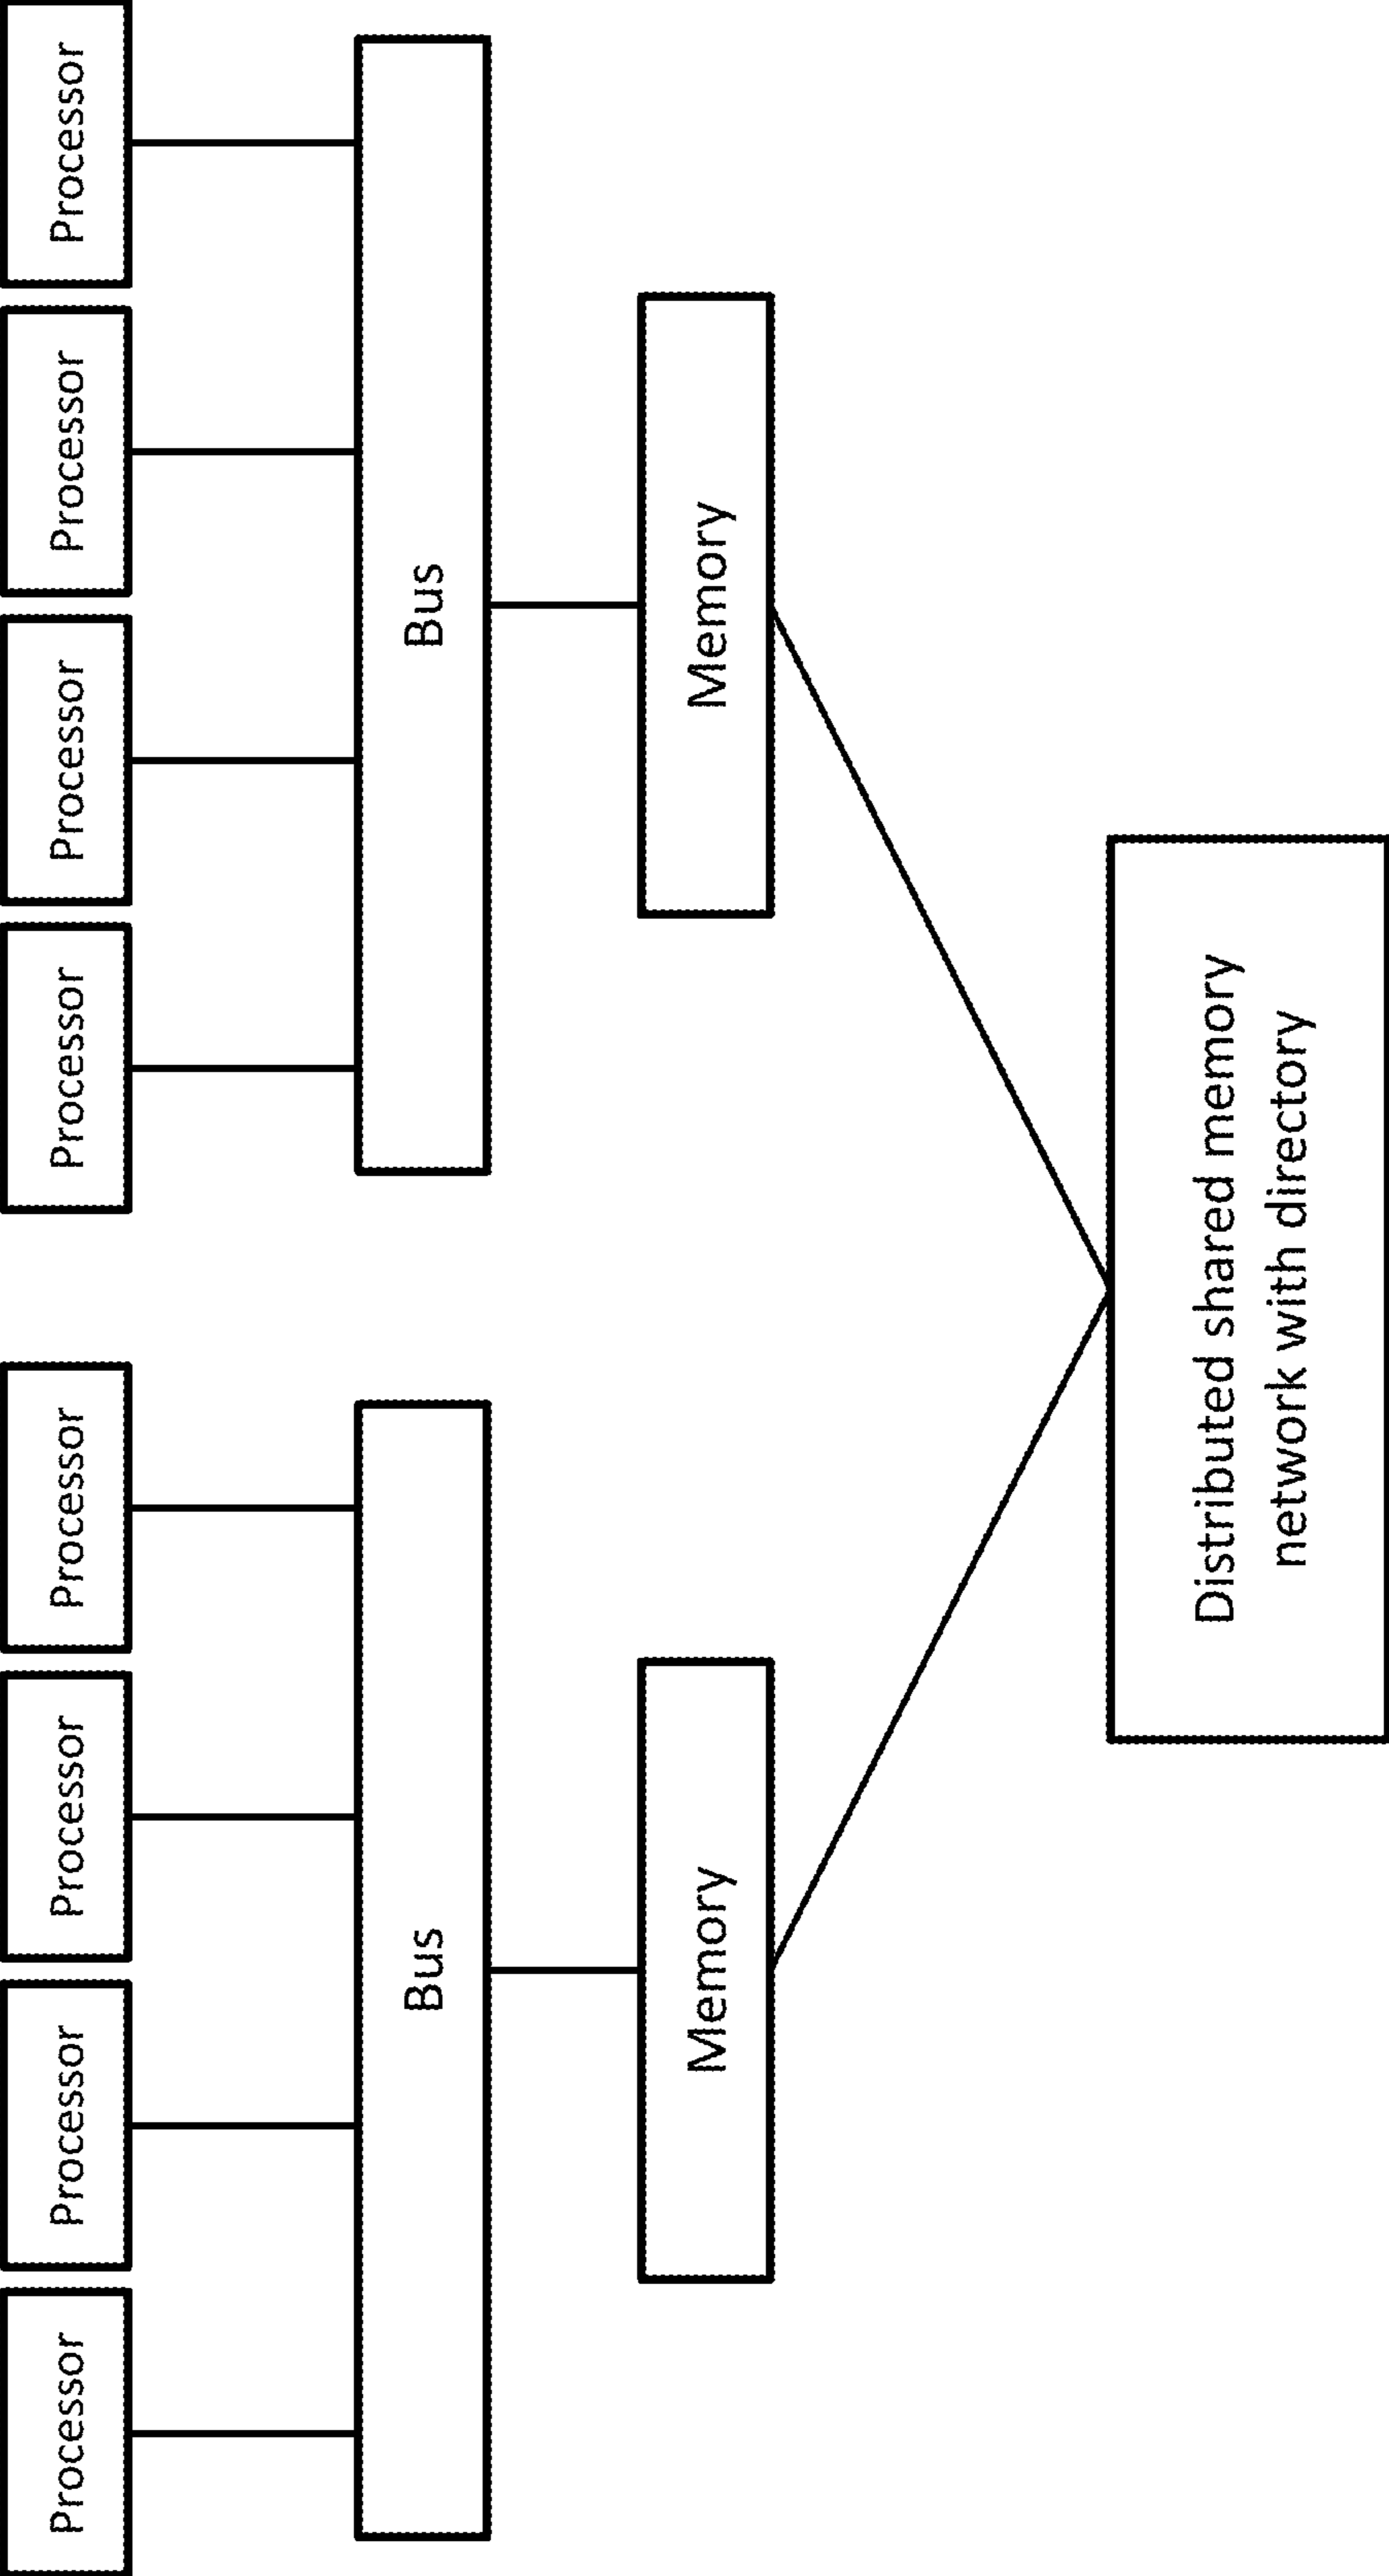 Processor
Processor
Processor
Processor
Processor
Processor
Processor
Processor
Bus
Bus
Memory
Memory
Distributed shared memory
network with directory